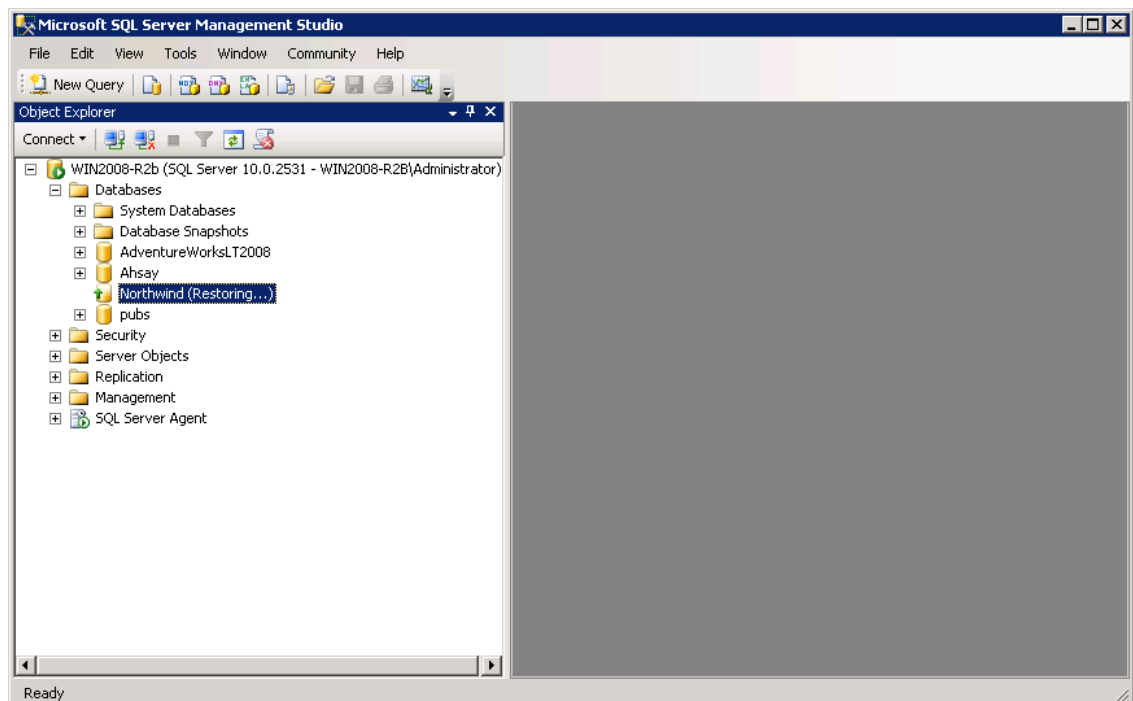 Microsoft SQL Server Management Studio
File Edit View Tools Window Community Help
New Query
Object Explorer
Connect
WIN2008-R2b (SQL Server 10.0.2531 - WIN2008-R2B\Administrator)
Databases
System Databases
Database Snapshots
AdventureWorksLT2008
Ahsay
Northwind (Restoring...)
pubs
Security
Server Objects
Replication
Management
SQL Server Agent
Ready